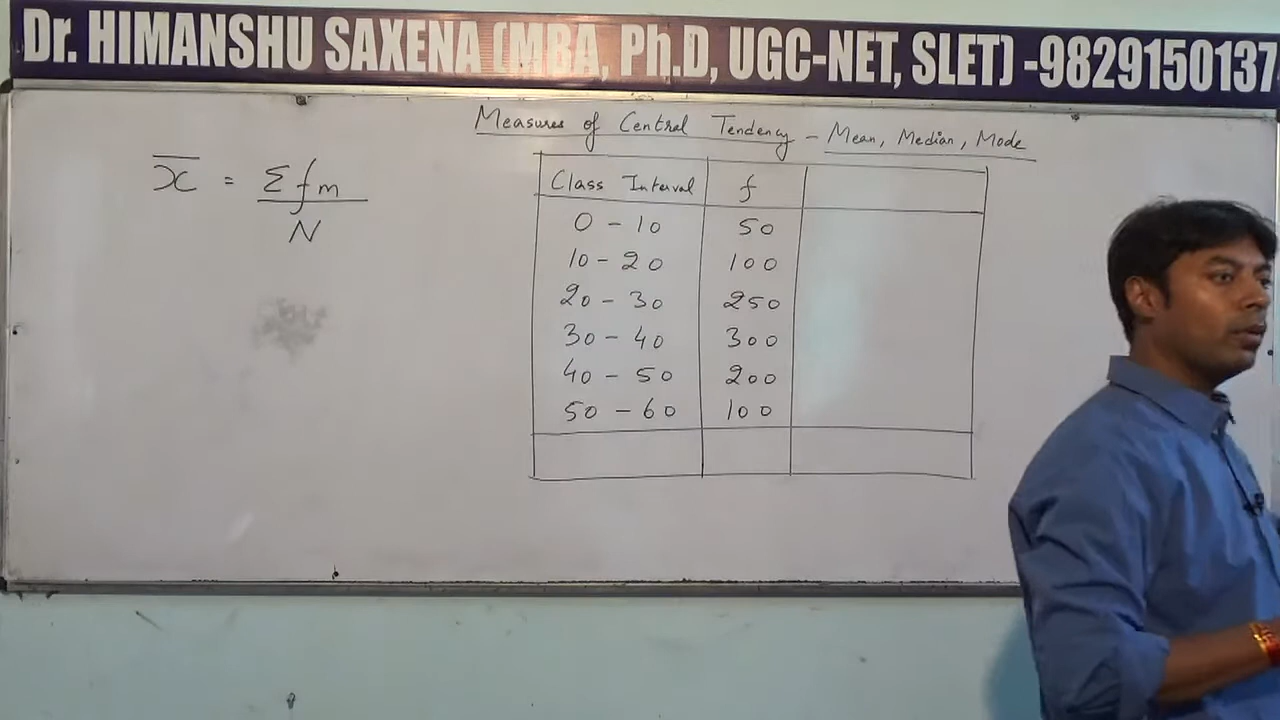 Dr. HIMANSHU SAXENA (MBA, Ph.D, UGC-NET, SLET) -9829150137
Measures of Central Tendency - Mean, Median, Mode
x̄ = Σfm / N
Class Interval f
0 - 10 50
10 - 20 100
20 - 30 250
30 - 40 300
40 - 50 200
50 - 60 100